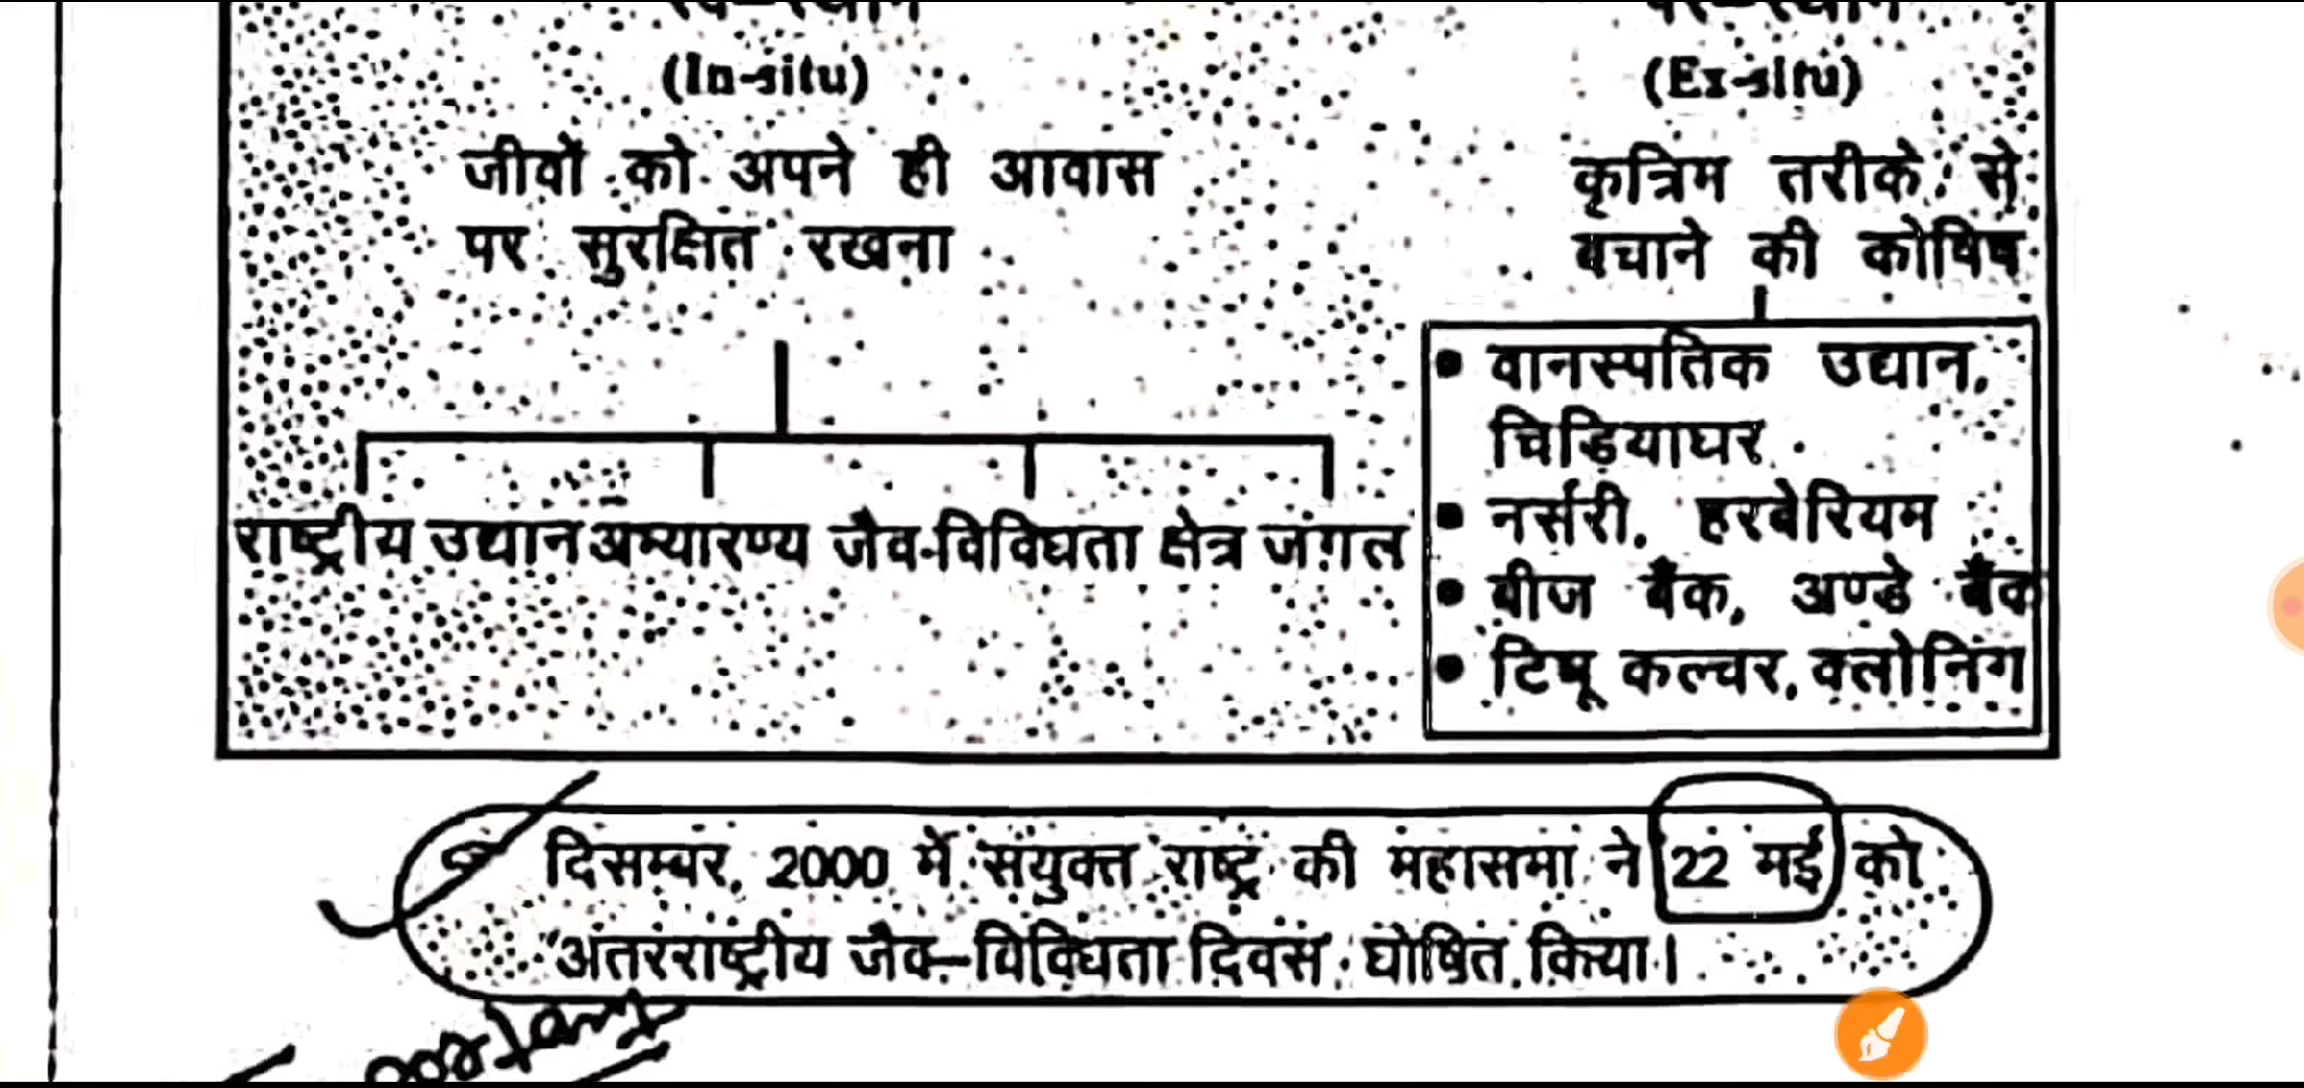 (In-situ)
(Ex-situ)
जीवों को अपने ही आवास
पर सुरक्षित रखना
कृत्रिम तरीके से
बचाने की कोषिष
राष्ट्रीय उद्यान अभ्यारण्य जैव-विविधता क्षेत्र जंगल
• वानस्पतिक उद्यान,
चिड़ियाघर
• नर्सरी, हरबेरियम
• बीज बैंक, अण्डे बैंक
• टिषू कल्चर, क्लोनिंग
दिसम्बर, 2000 में संयुक्त राष्ट्र की महासभा ने 22 मई को
अंतरराष्ट्रीय जैव-विविधता दिवस घोषित किया।